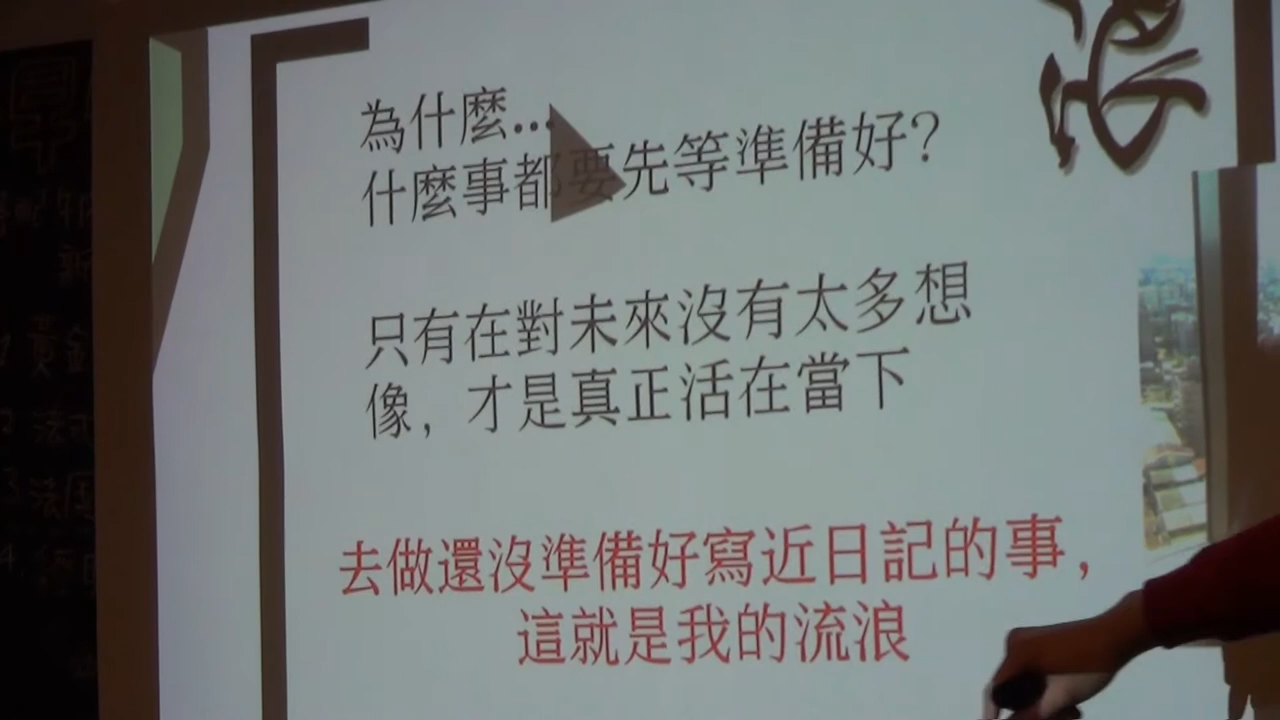 浪
為什麼...
什麼事都要先等準備好?
只有在對未來沒有太多想
像, 才是真正活在當下
去做還沒準備好寫近日記的事,
這就是我的流浪